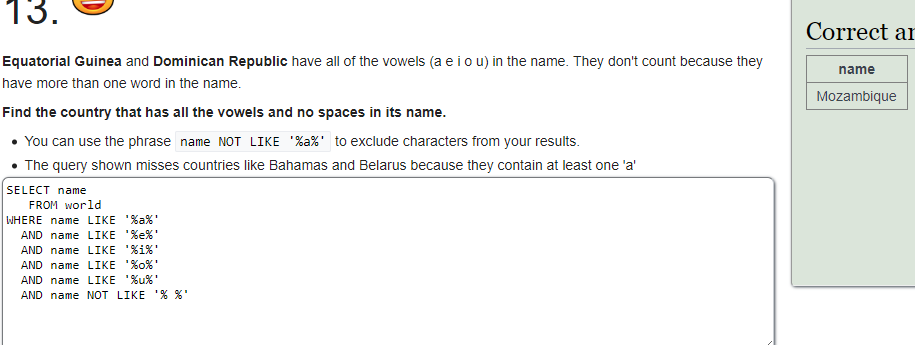 13.
Equatorial Guinea and Dominican Republic have all of the vowels (a e i o u) in the name. They don't count because they
have more than one word in the name.
Find the country that has all the vowels and no spaces in its name.
• You can use the phrase name NOT LIKE '%a%' to exclude characters from your results.
• The query shown misses countries like Bahamas and Belarus because they contain at least one 'a'
SELECT name
FROM world
WHERE name LIKE '%a%'
AND name LIKE '%e%'
AND name LIKE '%i%'
AND name LIKE '%o%'
AND name LIKE '%u%'
AND name NOT LIKE '% %'
Correct
name
Mozambique